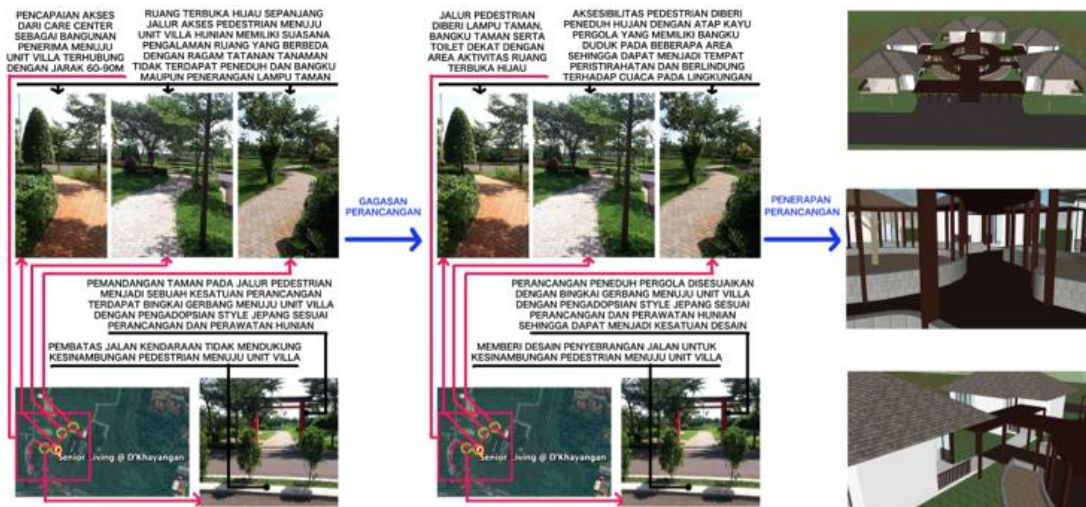 PENCAPAIAN AKSES
DARI CARE CENTER
SEBAGAI BANGUNAN
PENERIMA MENUJU
UNIT VILLA TERHUBUNG
DENGAN JARAK 60-90M
RUANG TERBUKA HIJAU SEPANJANG
JALUR AKSES PEDESTRIAN MENUJU
UNIT VILLA HUNIAN MEMILIKI SUASANA
PENGALAMAN RUANG YANG BERBEDA
DENGAN RAGAM TATANAN TANAMAN
TIDAK TERDAPAT PENEDUH DAN BANGKU
MAUPUN PENERANGAN LAMPU TAMAN
PEMANDANGAN TAMAN PADA JALUR PEDESTRIAN
MENJADI SEBUAH KESATUAN PERANCANGAN
TERDAPAT BINGKAI GERBANG MENUJU UNIT VILLA
DENGAN PENGADOPSIAN STYLE JEPANG SESUAI
PERANCANGAN DAN PERAWATAN HUNIAN
PEMBATAS JALAN KENDARAAN TIDAK MENDUKUNG
KESINAMBUNGAN PEDESTRIAN MENUJU UNIT VILLA
Senior Living @ D'Khayangan
GAGASAN
PERANCANGAN
JALUR PEDESTRIAN
DIBERI LAMPU TAMAN,
BANGKU TAMAN SERTA
TOILET DEKAT DENGAN
AREA AKTIVITAS RUANG
TERBUKA HIJAU
AKSESIBILITAS PEDESTRIAN DIBERI
PENEDUH HUJAN DENGAN ATAP KAYU
PERGOLA YANG MEMILIKI BANGKU
DUDUK PADA BEBERAPA AREA
SEHINGGA DAPAT MENJADI TEMPAT
PERISTIRAHATAN DAN BERLINDUNG
TERHADAP CUACA PADA LINGKUNGAN
PERANCANGAN PENEDUH PERGOLA DISESUAIKAN
DENGAN BINGKAI GERBANG MENUJU UNIT VILLA
DENGAN PENGADOPSIAN STYLE JEPANG SESUAI
PERANCANGAN DAN PERAWATAN HUNIAN
SEHINGGA DAPAT MENJADI KESATUAN DESAIN
MEMBERI DESAIN PENYEBRANGAN JALAN UNTUK
KESINAMBUNGAN PEDESTRIAN MENUJU UNIT VILLA
Senior Living @ D'Khayangan
PENERAPAN
PERANCANGAN